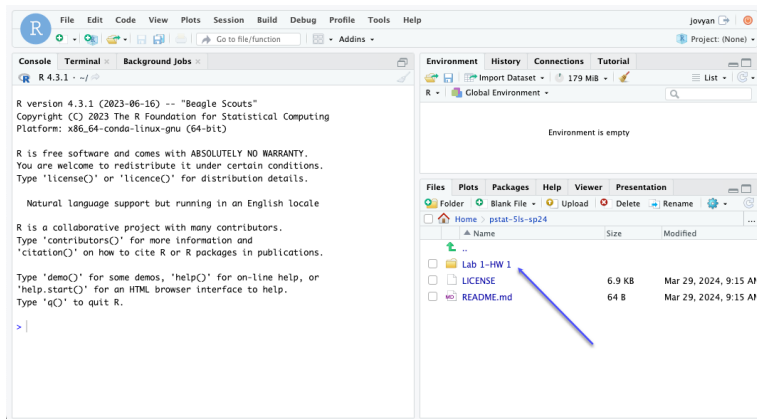 R
File Edit Code View Plots Session Build Debug Profile Tools Help
jovyan
Go to file/function
Addins
Project: (None)
Console Terminal Background Jobs
R R 4.3.1 · ~/
R version 4.3.1 (2023-06-16) -- "Beagle Scouts"
Copyright (C) 2023 The R Foundation for Statistical Computing
Platform: x86_64-conda-linux-gnu (64-bit)
R is free software and comes with ABSOLUTELY NO WARRANTY.
You are welcome to redistribute it under certain conditions.
Type 'license()' or 'licence()' for distribution details.
Natural language support but running in an English locale
R is a collaborative project with many contributors.
Type 'contributors()' for more information and
'citation()' on how to cite R or R packages in publications.
Type 'demo()' for some demos, 'help()' for on-line help, or
'help.start()' for an HTML browser interface to help.
Type 'q()' to quit R.
>
Environment History Connections Tutorial
Import Dataset 179 MiB List
R Global Environment
Environment is empty
Files Plots Packages Help Viewer Presentation
Folder Blank File Upload Delete Rename
Home > pstat-5ls-sp24 ...
Name Size Modified
..
Lab 1-HW 1
LICENSE 6.9 KB Mar 29, 2024, 9:15 AM
MD README.md 64 B Mar 29, 2024, 9:15 AM